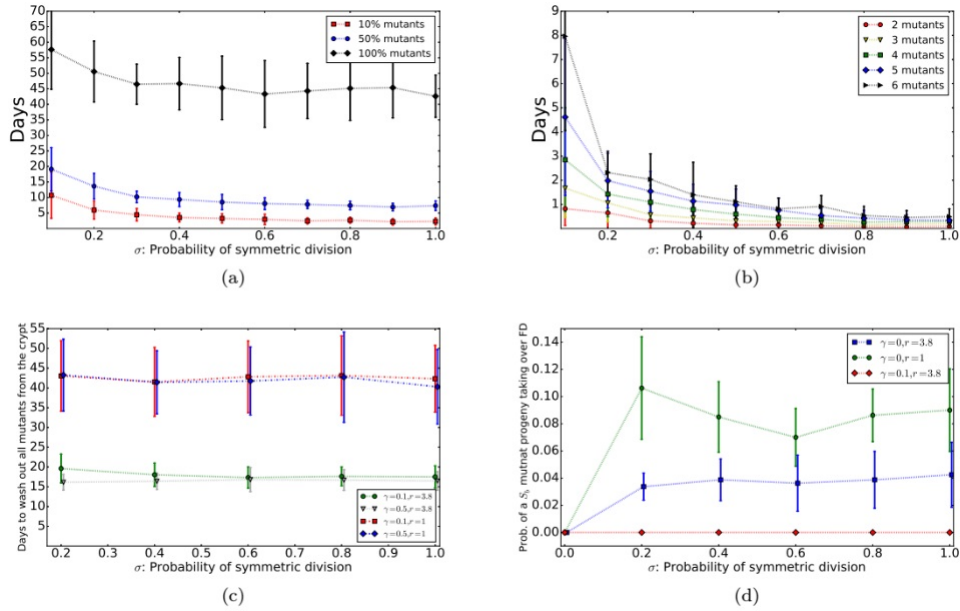 70
65
60
55
50
45
40
35
30
25
20
15
10
5
Days
10% mutants
50% mutants
100% mutants
0.2 0.4 0.6 0.8 1.0
σ: Probability of symmetric division
(a)
9
8
7
6
5
4
3
2
1
Days
2 mutants
3 mutants
4 mutants
5 mutants
6 mutants
0.2 0.4 0.6 0.8 1.0
σ: Probability of symmetric division
(b)
55
50
45
40
35
30
25
20
15
10
5
Days to wash out all mutants from the crypt
γ=0.1,r=3.8
γ=0.5,r=3.8
γ=0.1,r=1
γ=0.5,r=1
0.2 0.3 0.4 0.5 0.6 0.7 0.8 0.9 1.0
σ: Probability of symmetric division
(c)
0.14
0.12
0.10
0.08
0.06
0.04
0.02
0.00
Prob. of a S_b mutnat progeny taking over FD
γ=0,r=3.8
γ=0,r=1
γ=0.1,r=3.8
0.0 0.2 0.4 0.6 0.8 1.0
σ: Probability of symmetric division
(d)